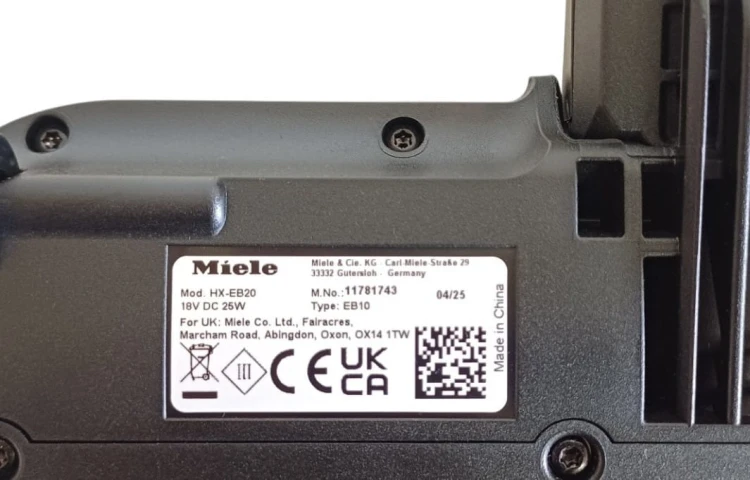 Miele
Miele & Cie. KG  Carl-Miele-Straße 29
33332 Gutersloh - Germany
Mod. HX-EB20 M.No.:11781743 04/25
18V DC 25W Type: EB10
For UK: Miele Co. Ltd., Fairacres,
Marcham Road, Abingdon, Oxon, OX14 1TW
III CE UK
CA
Made in China